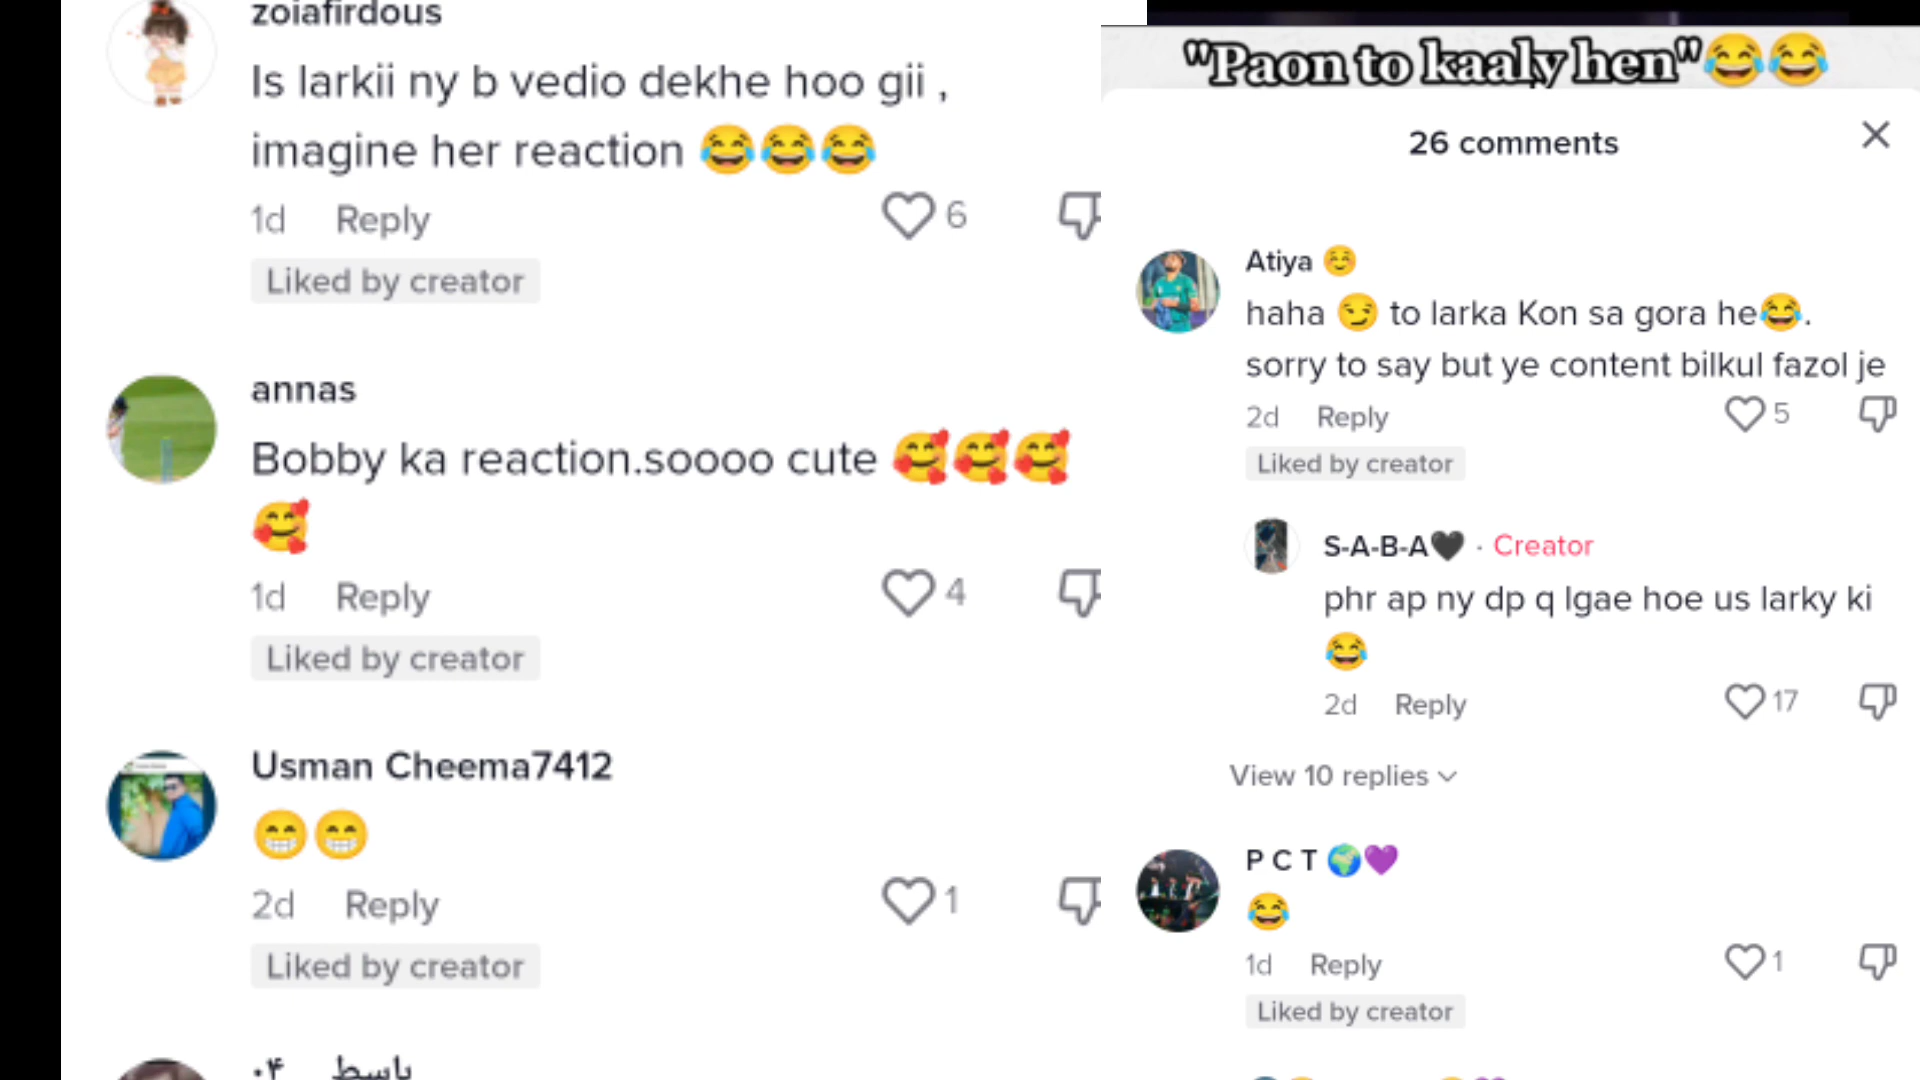 zoiafirdous
Is larkii ny b vedio dekhe hoo gii ,
imagine her reaction 😂😂😂
1d Reply 6
Liked by creator
annas
Bobby ka reaction.soooo cute 🥰🥰🥰
🥰
1d Reply 4
Liked by creator
Usman Cheema7412
😁😁
2d Reply 1
Liked by creator
باسط ۰۴
"Paon to kaaly hen"😂😂
26 comments
Atiya ☺️
haha 😏 to larka Kon sa gora he😂.
sorry to say but ye content bilkul fazol je
2d Reply 5
Liked by creator
S-A-B-A🖤 · Creator
phr ap ny dp q lgae hoe us larky ki
😂
2d Reply 17
View 10 replies
P C T 🌍💜
😂
1d Reply 1
Liked by creator